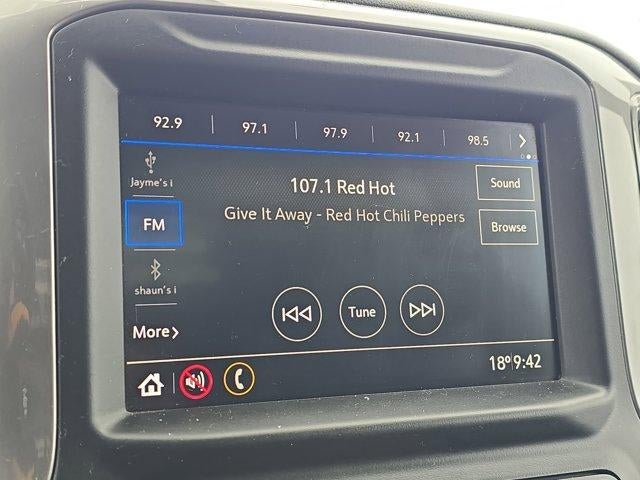 92.9 97.1 97.9 92.1 98.5
Jayme's i
107.1 Red Hot
Sound
FM
Give It Away - Red Hot Chili Peppers
Browse
shaun's i
Tune
More
18° 9:42